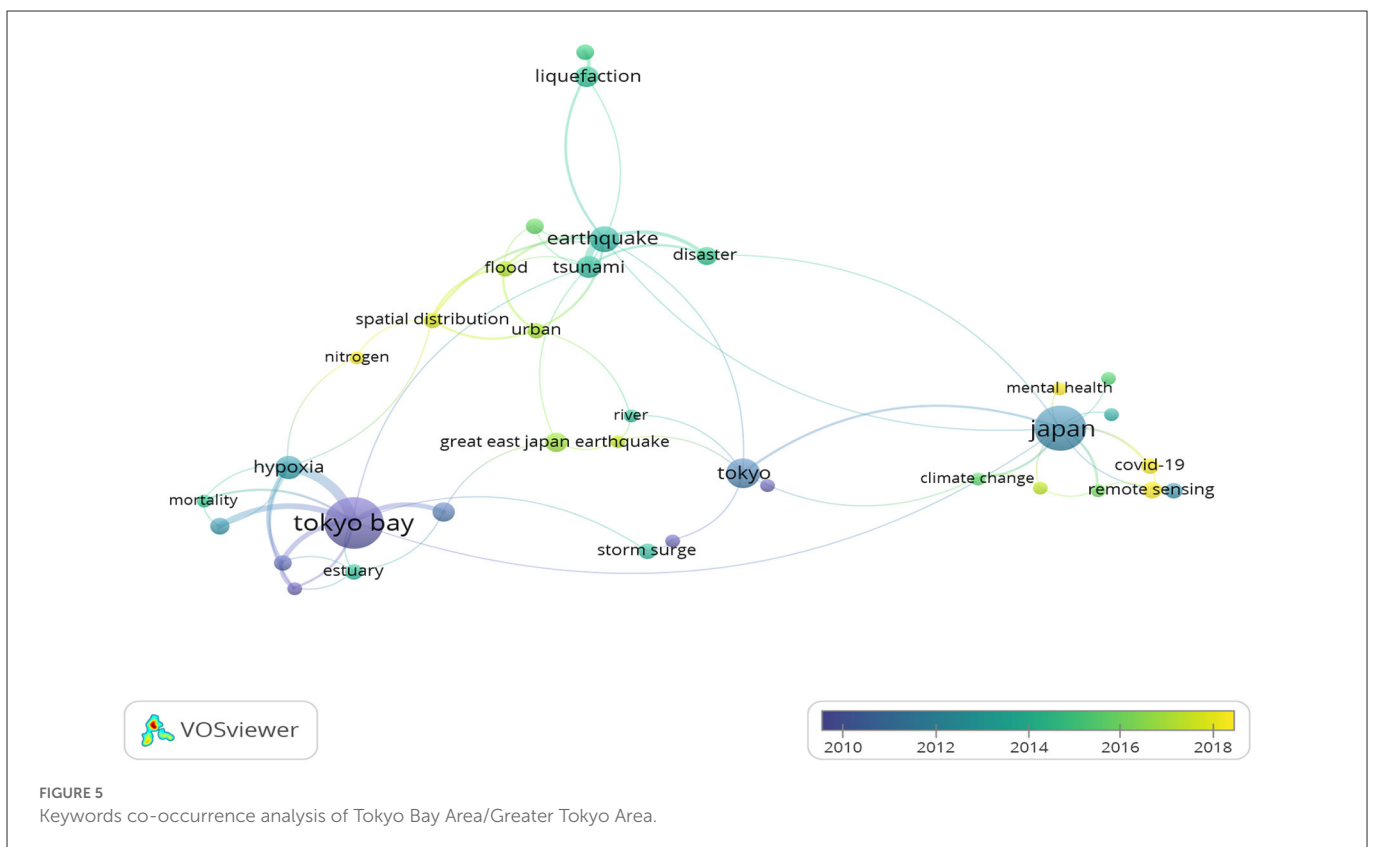 liquefaction
earthquake
disaster
flood
tsunami
spatial distribution
urban
nitrogen
mental health
river
japan
great east japan earthquake
hypoxia
tokyo
covid-19
climate change
remote sensing
mortality
tokyo bay
storm surge
estuary
VOSviewer
2010 2012 2014 2016 2018
FIGURE 5
Keywords co-occurrence analysis of Tokyo Bay Area/Greater Tokyo Area.